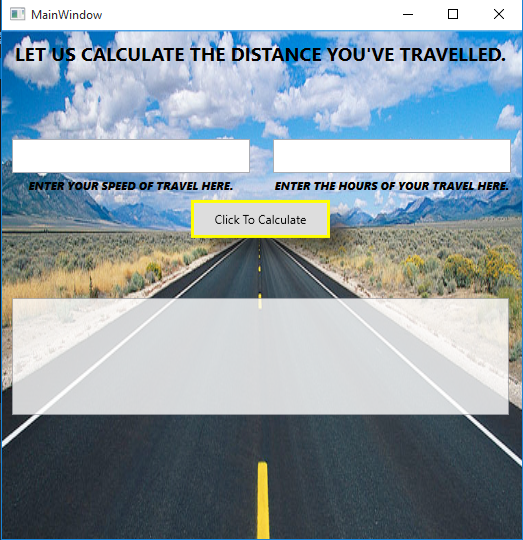 MainWindow
LET US CALCULATE THE DISTANCE YOU'VE TRAVELLED.
ENTER YOUR SPEED OF TRAVEL HERE.
ENTER THE HOURS OF YOUR TRAVEL HERE.
Click To Calculate